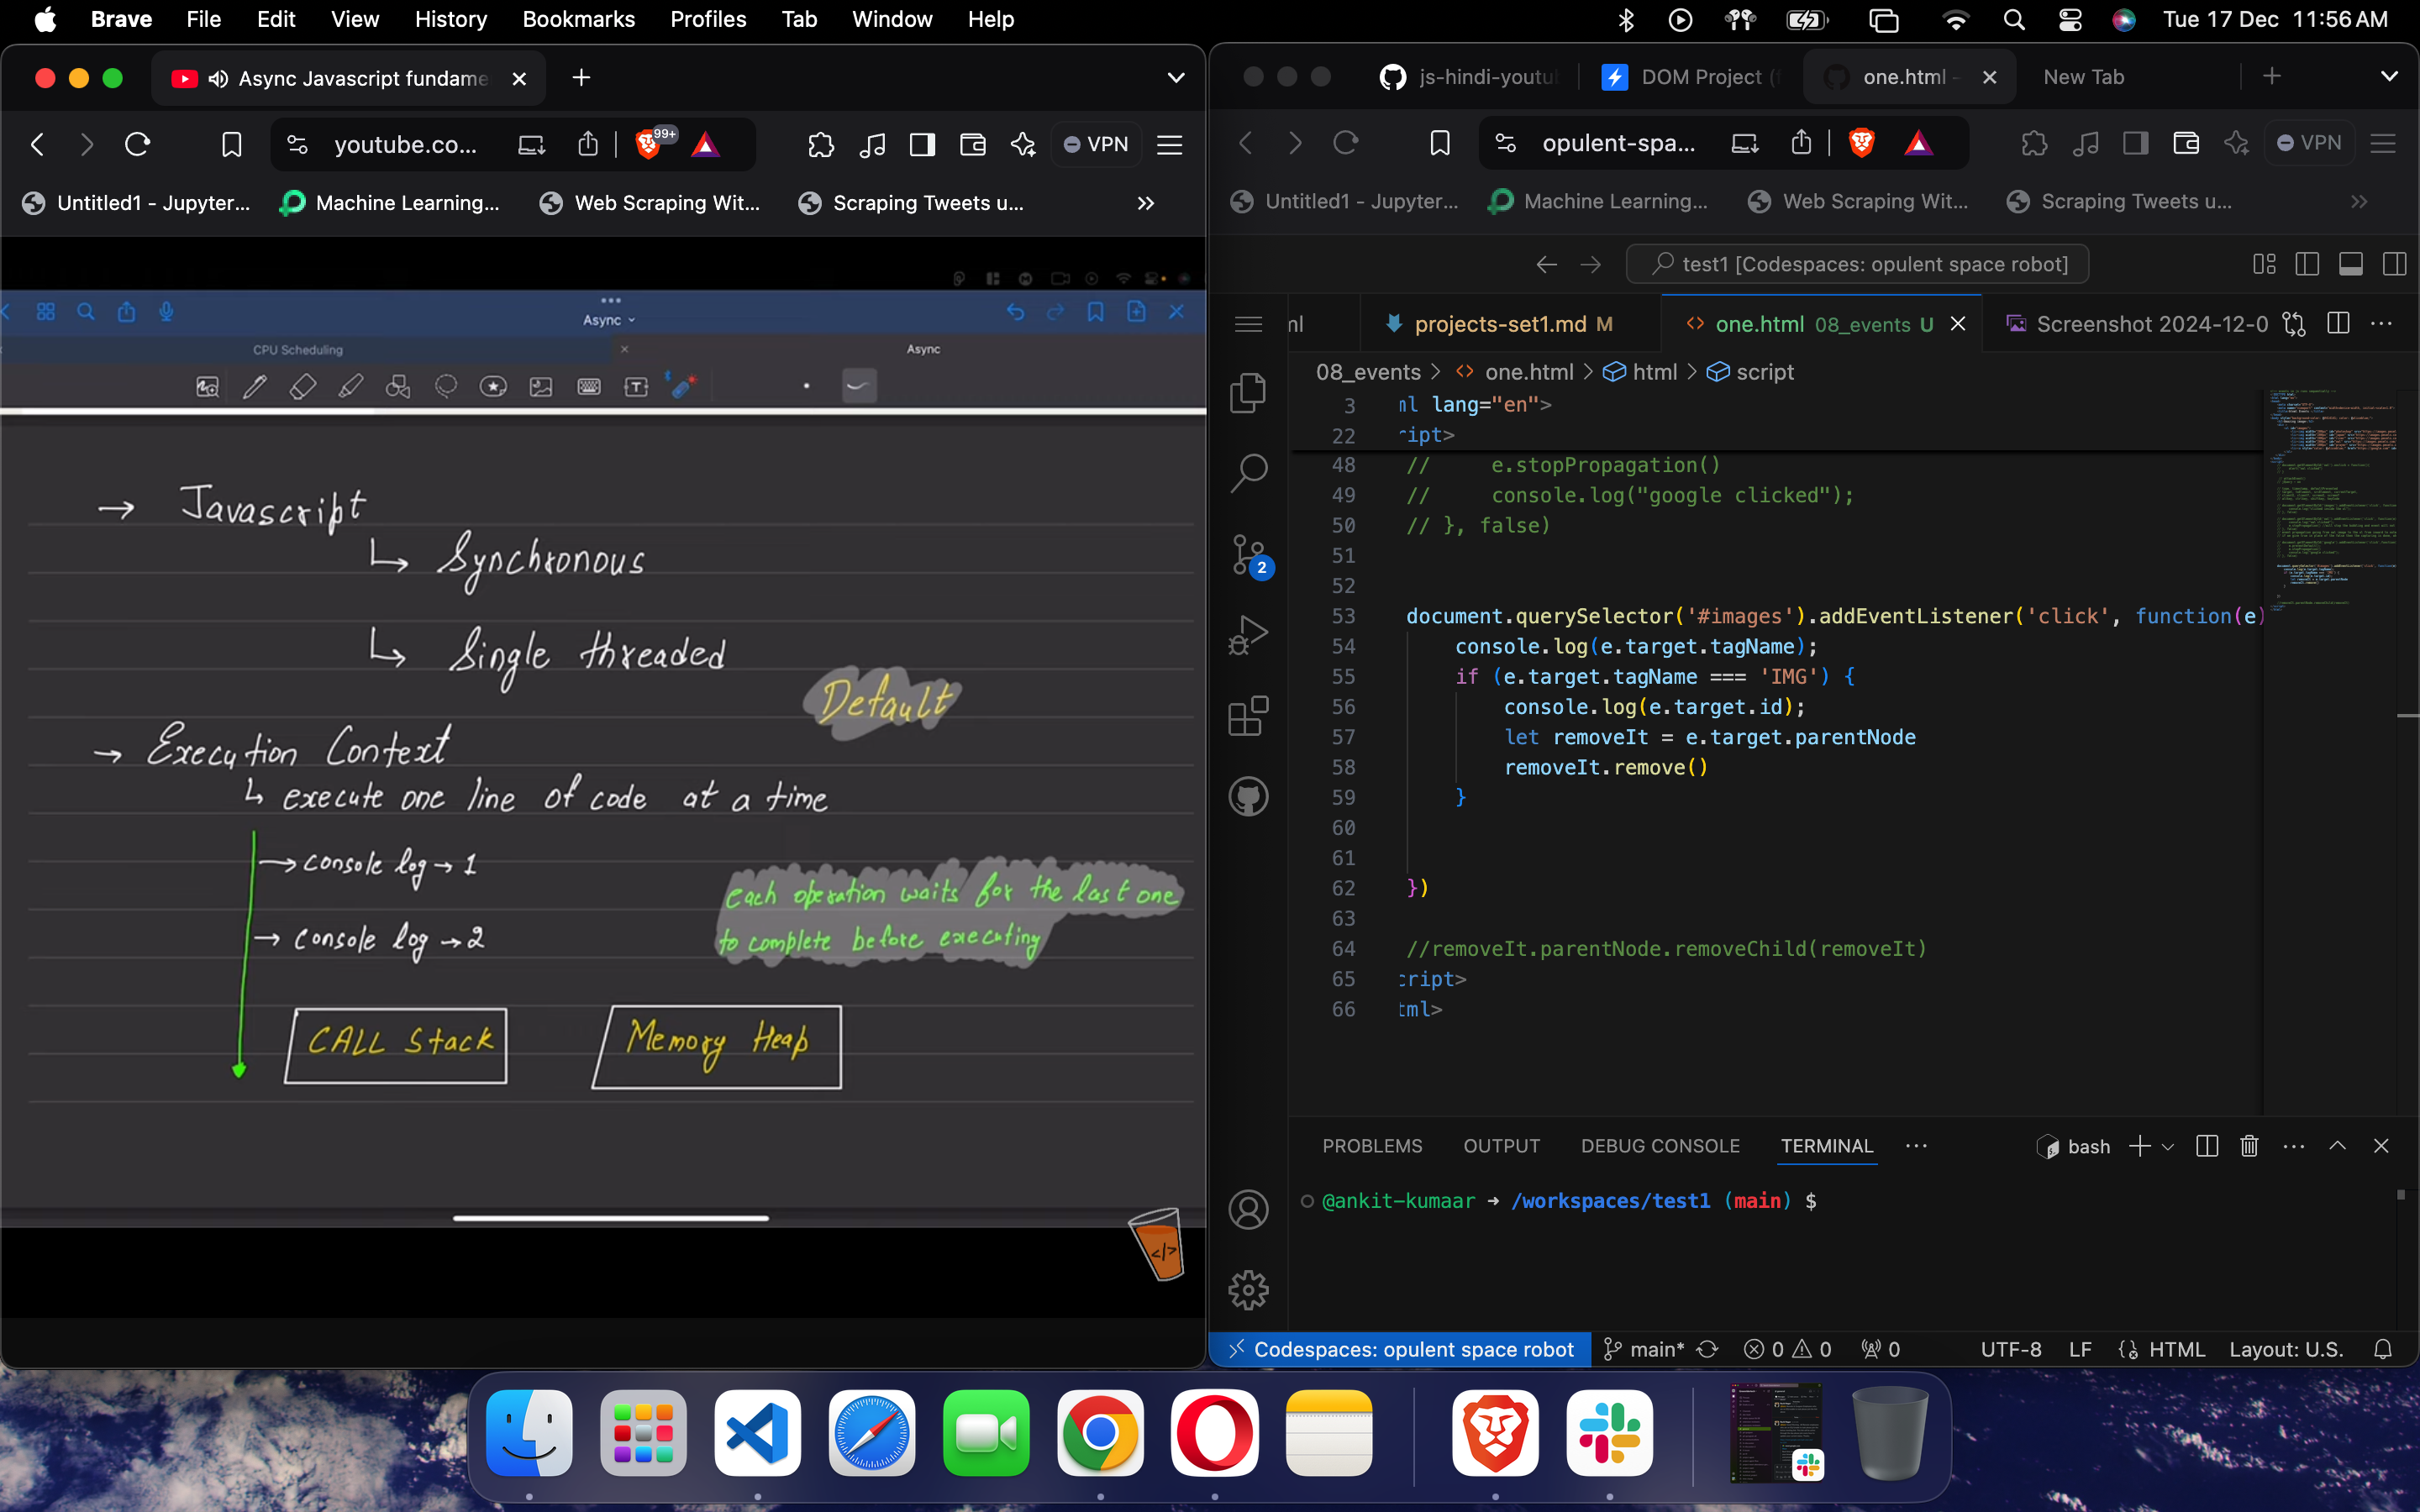 Brave File Edit View History Bookmarks Profiles Tab Window Help Tue 17 Dec 11:56 AM
Async Javascript fundame
youtube.co... 99+ VPN
Untitled1 - Jupyter... Machine Learning... Web Scraping Wit... Scraping Tweets u...
Async
CPU Scheduling
Async
→ Javascript
↳ Synchronous
↳ Single threaded
Default
→ Execution Context
↳ execute one line of code at a time
→ console log → 1
→ console log → 2
each operation waits for the last one
to complete before executing
CALL Stack
Memory Heap
</>
js-hindi-youtu DOM Project (f one.html - New Tab
opulent-spa... VPN
Untitled1 - Jupyter... Machine Learning... Web Scraping Wit... Scraping Tweets u...
test1 [Codespaces: opulent space robot]
ml projects-set1.md M one.html 08_events U Screenshot 2024-12-0
08_events > one.html > html > script
3 ml lang="en">
22 ript>
48 // e.stopPropagation()
49 // console.log("google clicked");
50 // }, false)
51
52
53 document.querySelector('#images').addEventListener('click', function(e)
54 console.log(e.target.tagName);
55 if (e.target.tagName === 'IMG') {
56 console.log(e.target.id);
57 let removeIt = e.target.parentNode
58 removeIt.remove()
59 }
60
61
62 })
63
64 //removeIt.parentNode.removeChild(removeIt)
65 cript>
66 tml>
2
PROBLEMS OUTPUT DEBUG CONSOLE TERMINAL ... bash
@ankit-kumaar → /workspaces/test1 (main) $
Codespaces: opulent space robot main* 0 0 0 UTF-8 LF HTML Layout: U.S.